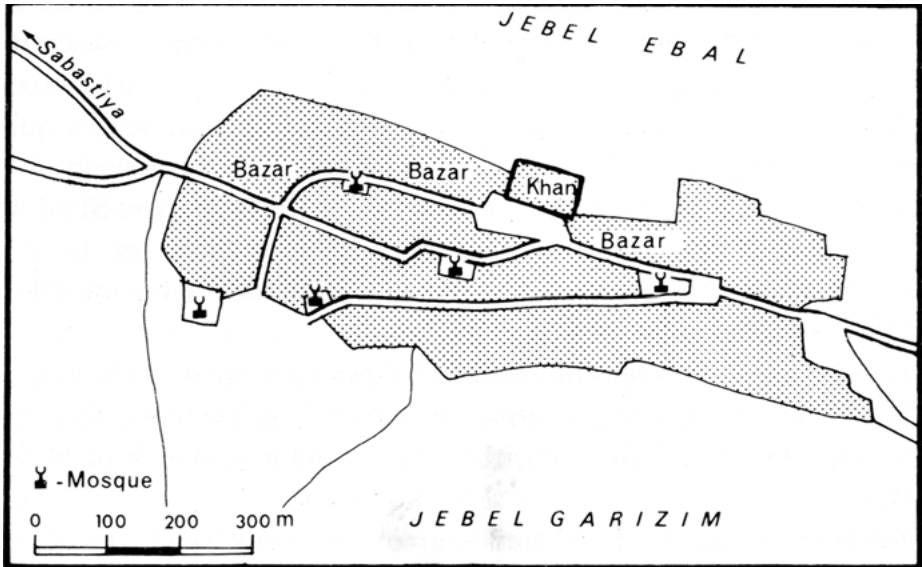 JEBEL EBAL
Sabastiya
Bazar
Bazar
Khan
Bazar
-Mosque
0 100 200 300 m
JEBEL GARIZIM